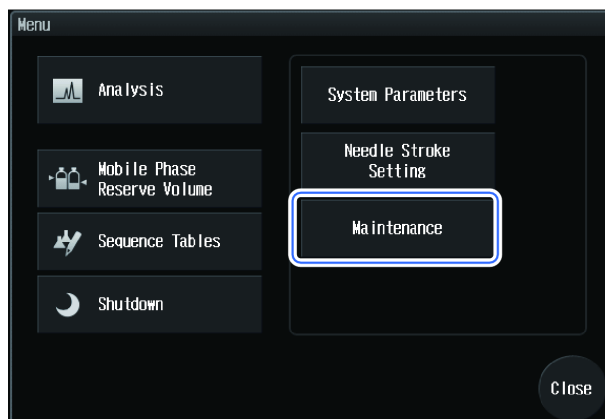 Menu
Analysis
Mobile Phase
Reserve Volume
Sequence Tables
Shutdown
System Parameters
Needle Stroke
Setting
Maintenance
Close